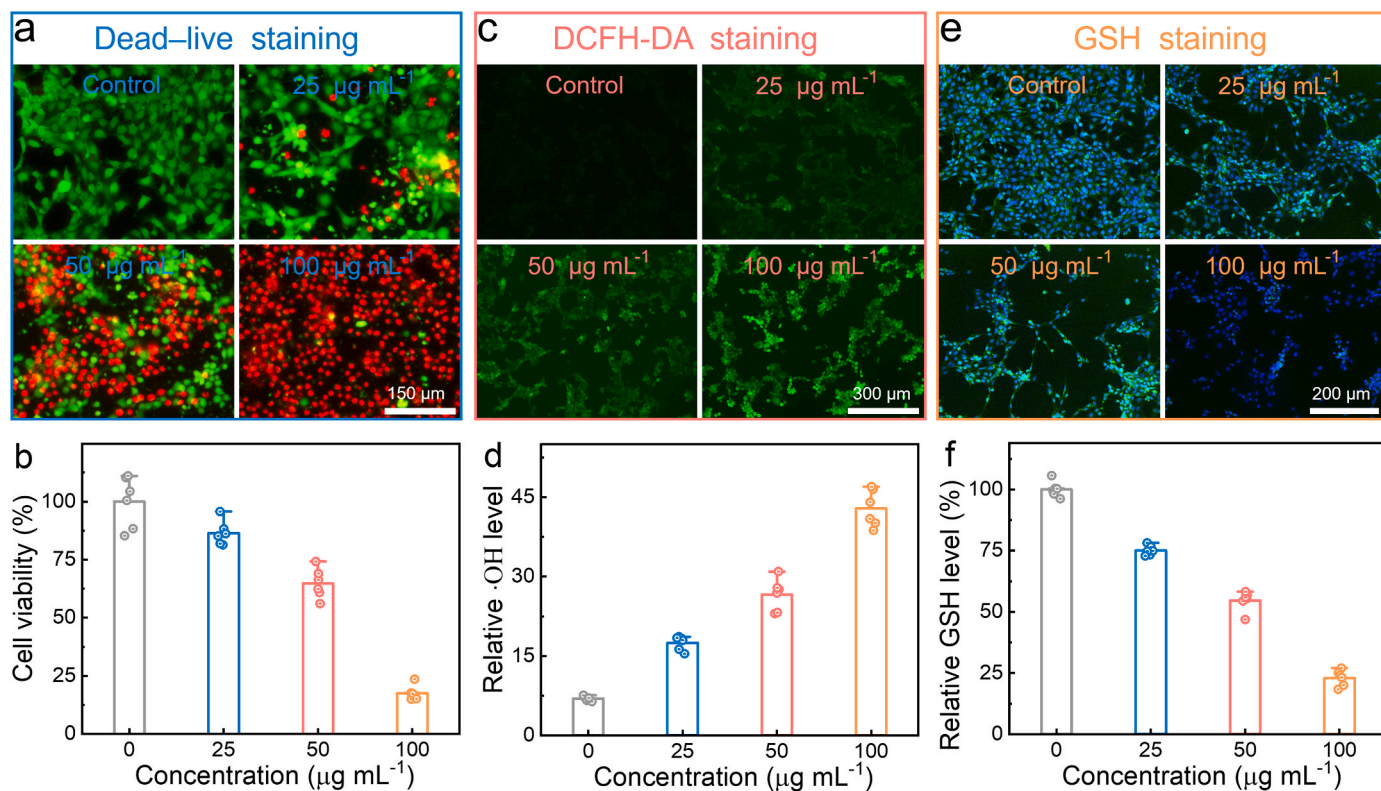 a
Dead–live staining
Control
25 μg mL⁻¹
50 μg mL⁻¹
100 μg mL⁻¹
150 μm
c
DCFH-DA staining
Control
25 μg mL⁻¹
50 μg mL⁻¹
100 μg mL⁻¹
300 μm
e
GSH staining
Control
25 μg mL⁻¹
50 μg mL⁻¹
100 μg mL⁻¹
200 μm
b
Cell viability (%)
100
75
50
25
0
0 25 50 100
Concentration (μg mL⁻¹)
d
Relative ·OH level
45
30
15
0
0 25 50 100
Concentration (μg mL⁻¹)
f
Relative GSH level (%)
100
75
50
25
0
0 25 50 100
Concentration (μg mL⁻¹)